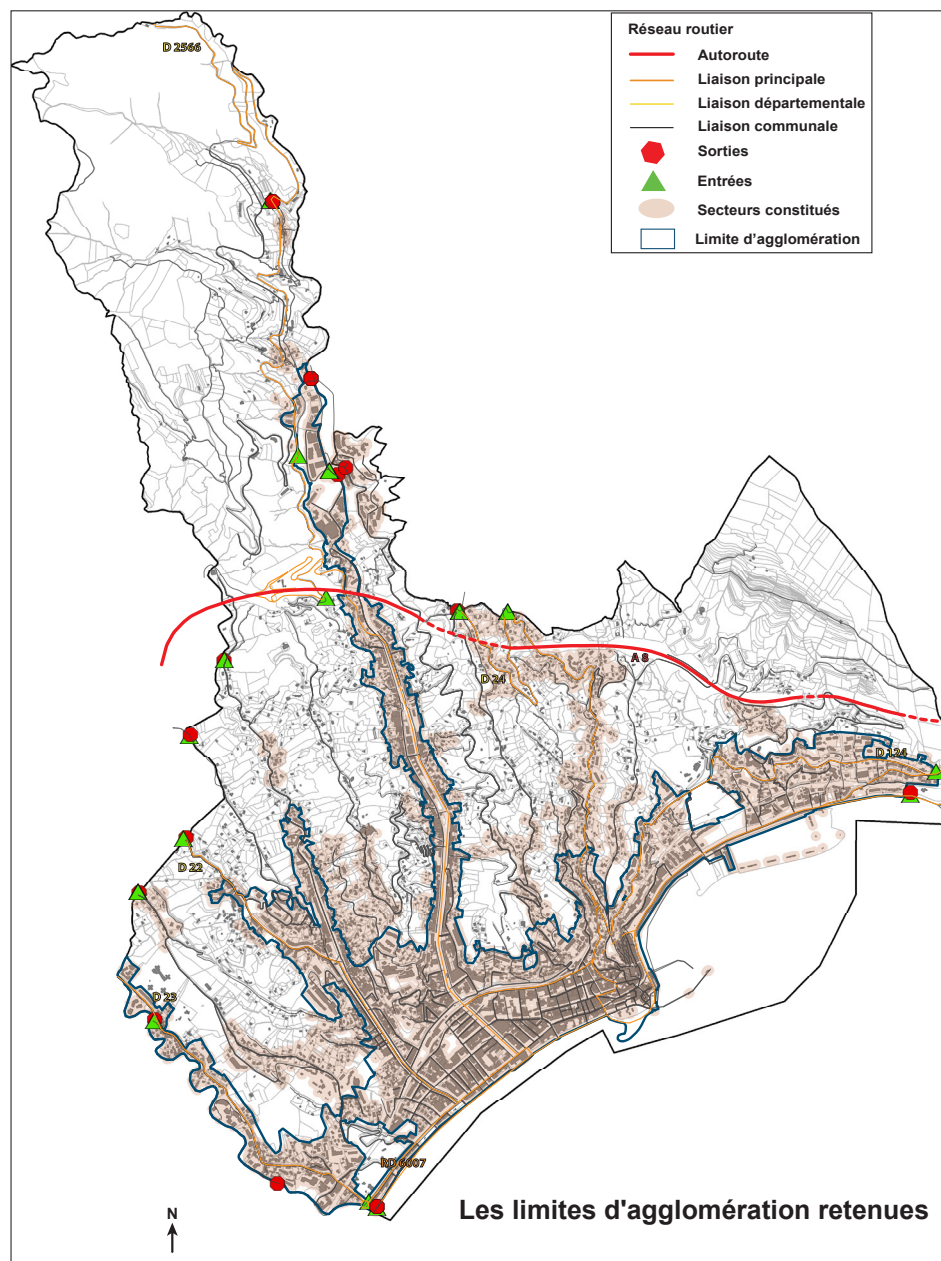 D 2566
Réseau routier
Autoroute
Liaison principale
Liaison départementale
Liaison communale
Sorties
Entrées
Secteurs constitués
Limite d'agglomération
A 8
D 24
D 124
D 22
D 23
RD 6007
Les limites d'agglomération retenues
N